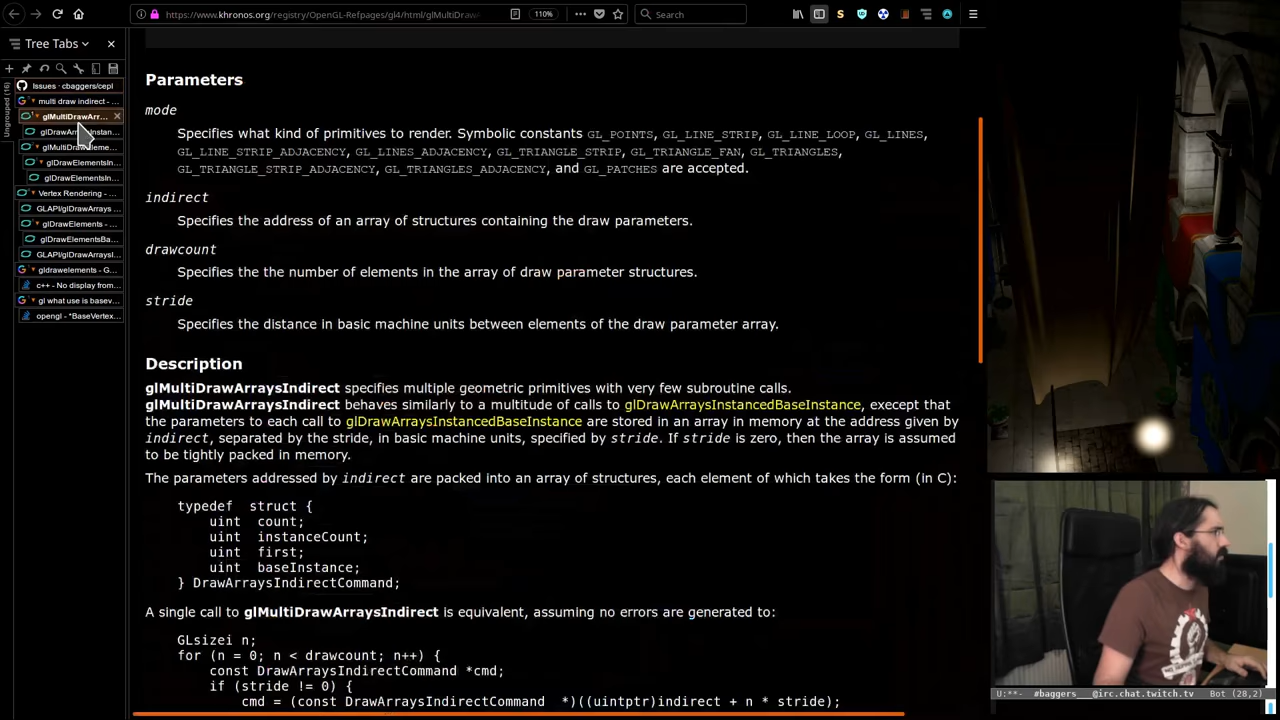 https://www.khronos.org/registry/OpenGL-Refpages/gl4/html/glMultiDraw
110%
Search
Tree Tabs
Ungrouped (16)
Issues · cbaggers/cepl
multi draw indirect - ...
glMultiDrawArr...
glDrawArraysInstan...
glMultiDrawEleme...
glDrawElementsIn...
glDrawElementsIn...
Vertex Rendering - ...
GLAPI/glDrawArrays ...
glDrawElements - ...
glDrawElementsBa...
GLAPI/glDrawArraysI...
gldrawelements - G...
c++ - No display from...
gl what use is basev...
opengl - *BaseVertex...
Parameters
mode
Specifies what kind of primitives to render. Symbolic constants GL_POINTS, GL_LINE_STRIP, GL_LINE_LOOP, GL_LINES,
GL_LINE_STRIP_ADJACENCY, GL_LINES_ADJACENCY, GL_TRIANGLE_STRIP, GL_TRIANGLE_FAN, GL_TRIANGLES,
GL_TRIANGLE_STRIP_ADJACENCY, GL_TRIANGLES_ADJACENCY, and GL_PATCHES are accepted.
indirect
Specifies the address of an array of structures containing the draw parameters.
drawcount
Specifies the the number of elements in the array of draw parameter structures.
stride
Specifies the distance in basic machine units between elements of the draw parameter array.
Description
glMultiDrawArraysIndirect specifies multiple geometric primitives with very few subroutine calls.
glMultiDrawArraysIndirect behaves similarly to a multitude of calls to glDrawArraysInstancedBaseInstance, execept that
the parameters to each call to glDrawArraysInstancedBaseInstance are stored in an array in memory at the address given by
indirect, separated by the stride, in basic machine units, specified by stride. If stride is zero, then the array is assumed
to be tightly packed in memory.
The parameters addressed by indirect are packed into an array of structures, each element of which takes the form (in C):
typedef  struct {
uint  count;
uint  instanceCount;
uint  first;
uint  baseInstance;
} DrawArraysIndirectCommand;
A single call to glMultiDrawArraysIndirect is equivalent, assuming no errors are generated to:
GLsizei n;
for (n = 0; n < drawcount; n++) {
const DrawArraysIndirectCommand *cmd;
if (stride != 0) {
cmd = (const DrawArraysIndirectCommand  *)((uintptr)indirect + n * stride);
U:**-  #baggers___@irc.chat.twitch.tv  Bot (28,2)